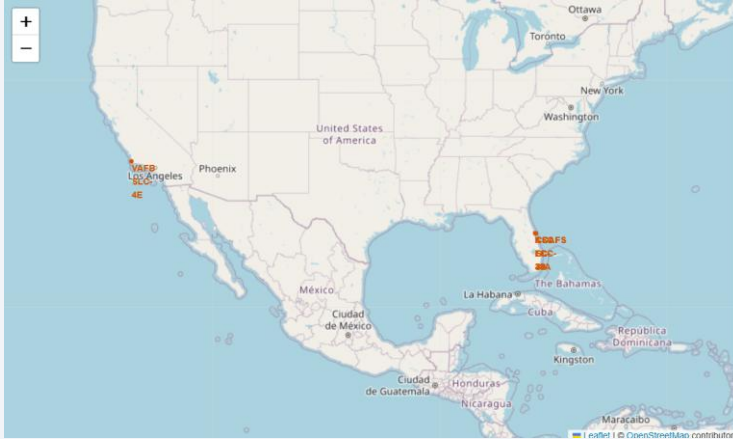 +
−
Ottawa
Toronto
New York
Washington
United States
of America
VAFB
SLC-
4E
Los Angeles
Phoenix
México
Ciudad
de México
La Habana
The Bahamas
Cuba
República
Dominicana
Kingston
Ciudad
de Guatemala
Honduras
Nicaragua
Maracaibo
Leaflet | © OpenStreetMap contributor